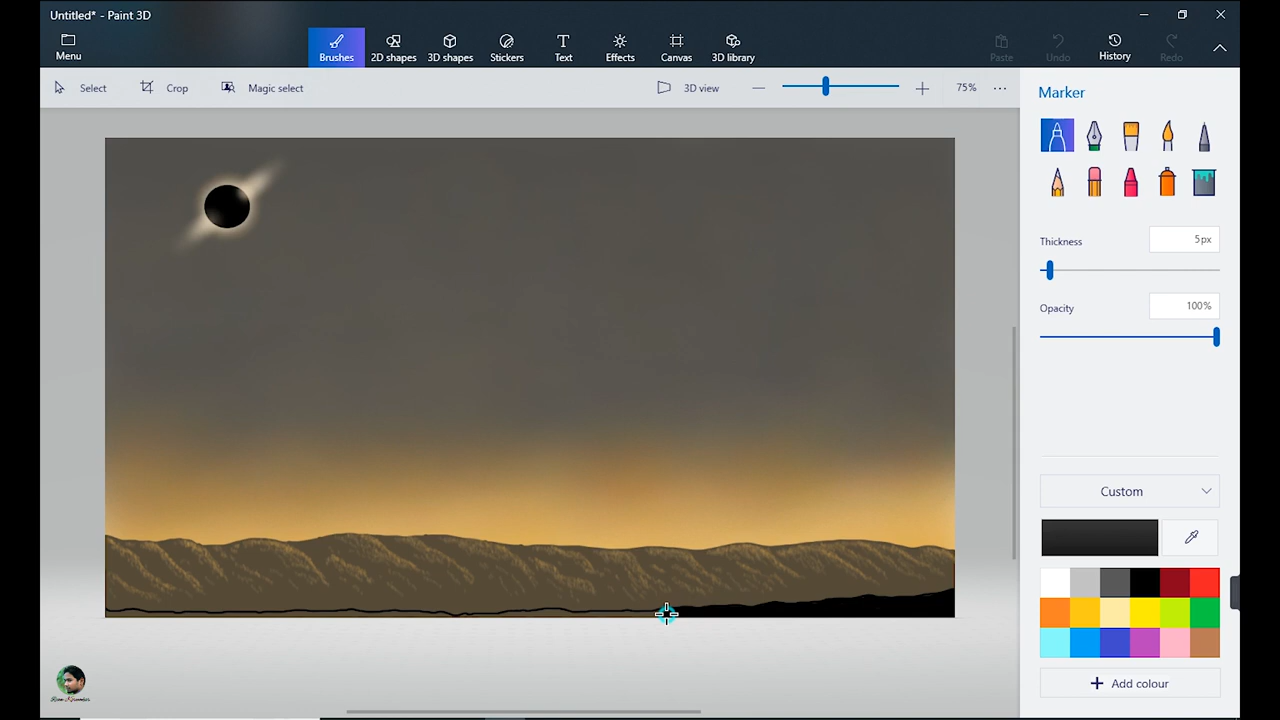 Untitled* - Paint 3D
Menu
Brushes
2D shapes
3D shapes
Stickers
Text
Effects
Canvas
3D library
Paste
Undo
History
Redo
Select
Crop
Magic select
3D view
75%
Marker
Thickness
5px
Opacity
100%
Custom
Add colour